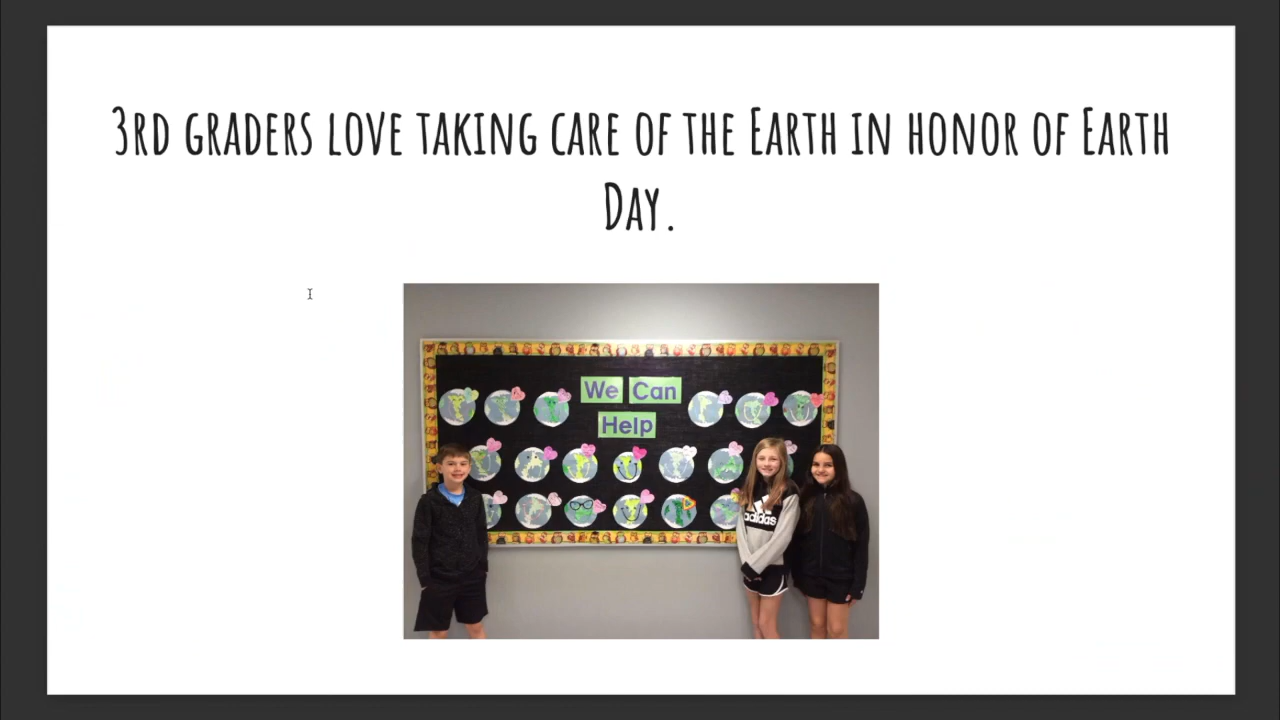 3rd graders love taking care of the Earth in honor of Earth
Day.
We Can
Help
adidas